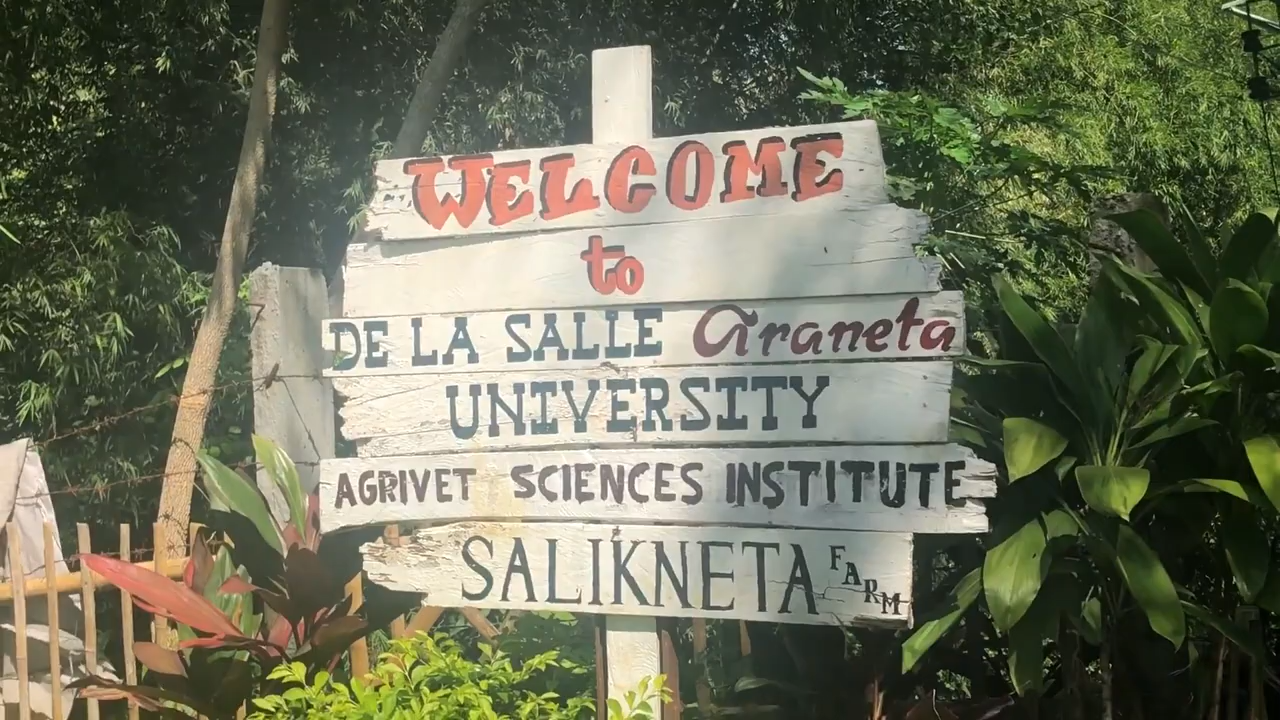 WELCOME
to
DE LA SALLE Araneta
UNIVERSITY
AGRIVET SCIENCES INSTITUTE
SALIKNETA FARM